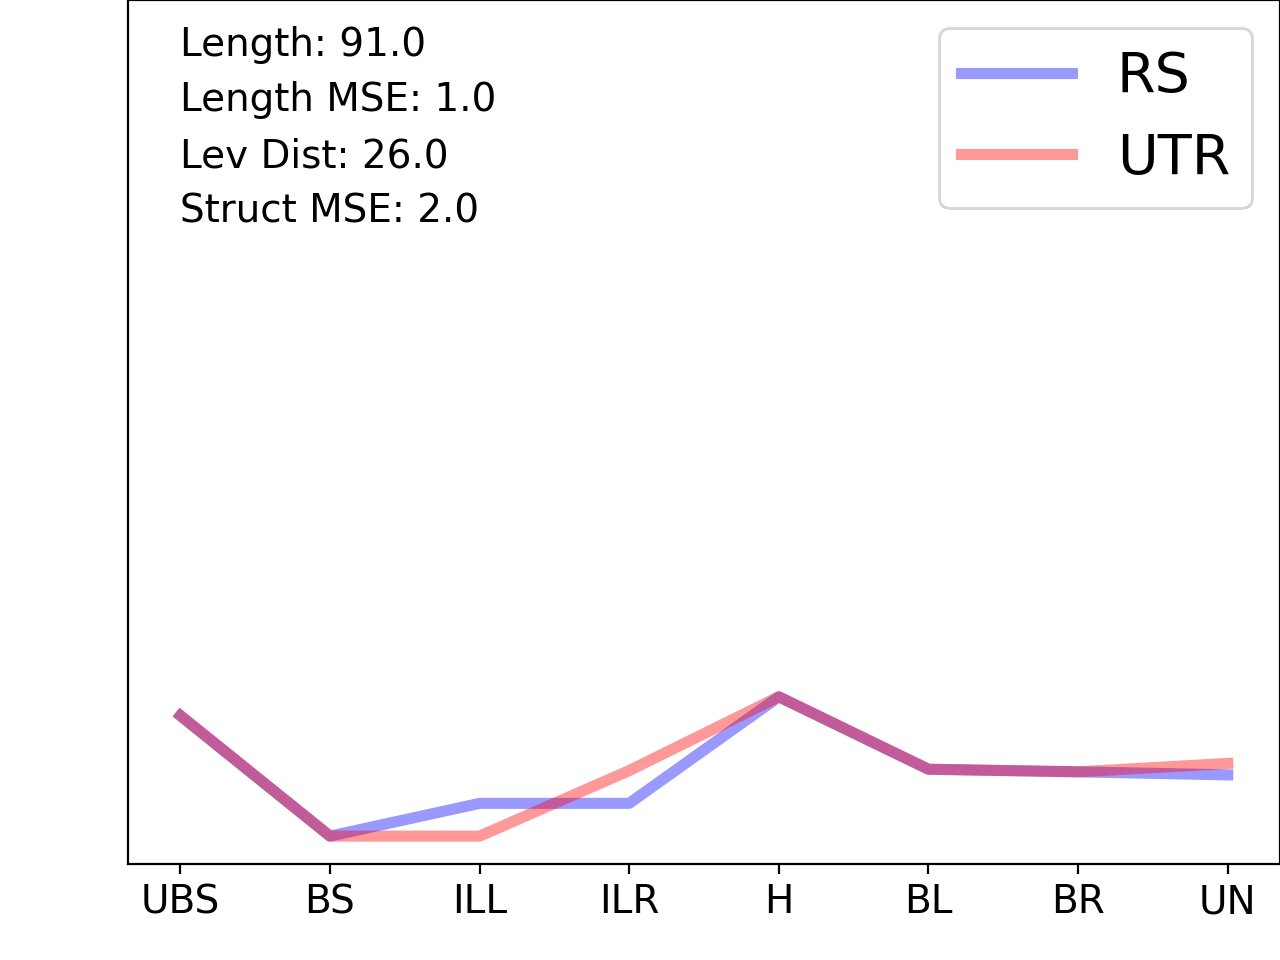 Length: 91.0
Length MSE: 1.0
Lev Dist: 26.0
Struct MSE: 2.0
RS
UTR
UBS BS ILL ILR H BL BR UN